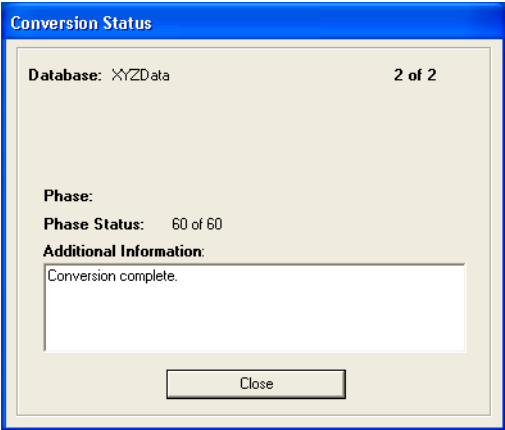 Conversion Status
Database: XYZData 2 of 2
Phase:
Phase Status: 60 of 60
Additional Information:
Conversion complete.
Close